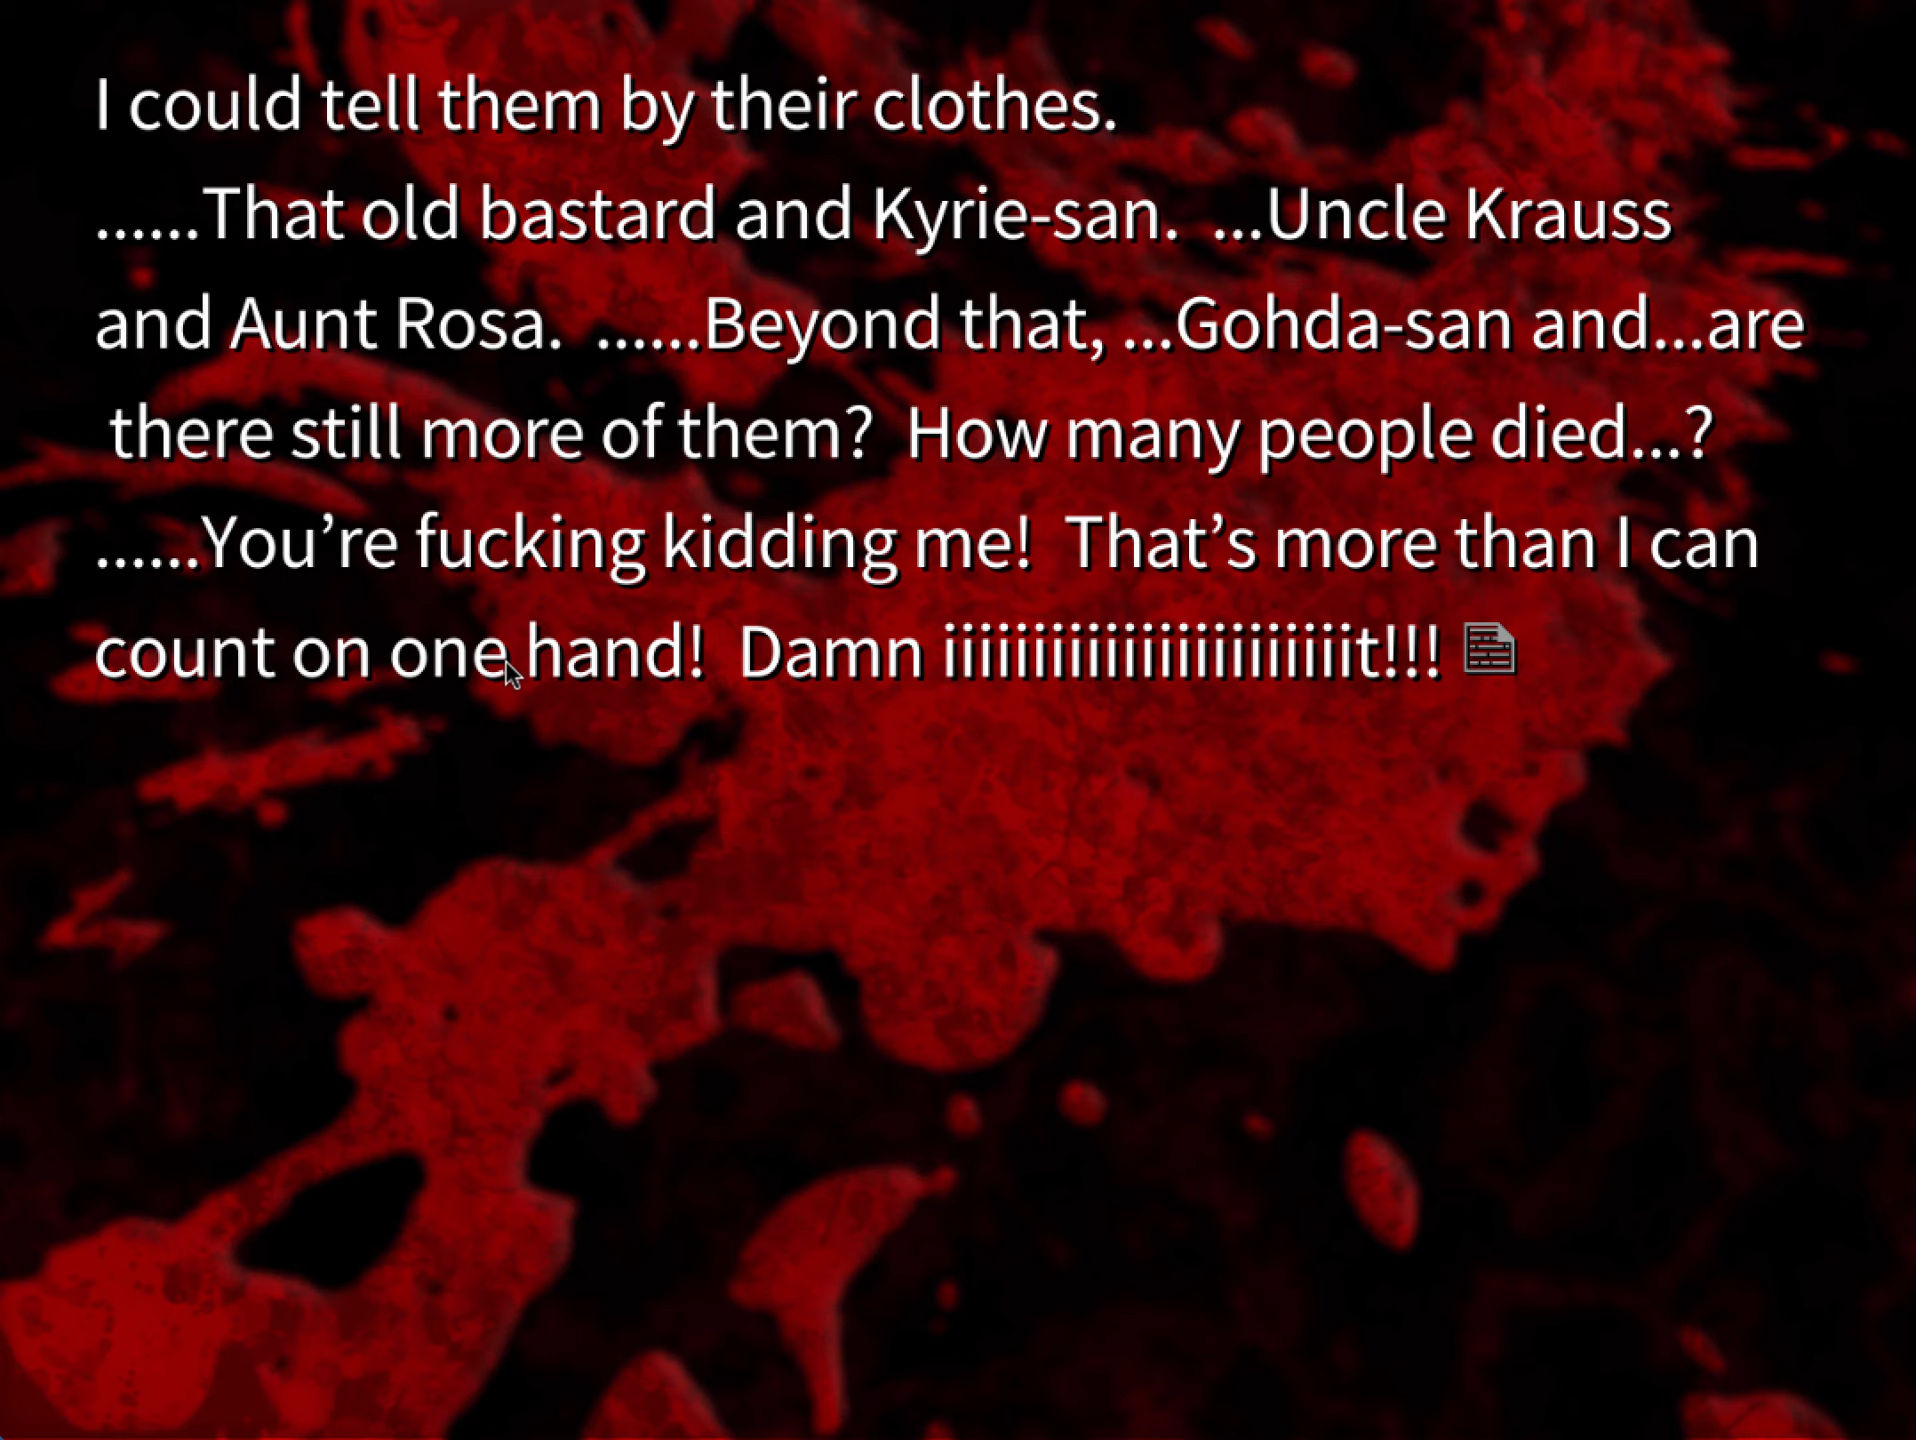 I could tell them by their clothes.
......That old bastard and Kyrie-san.  ...Uncle Krauss
and Aunt Rosa.  ......Beyond that, ...Gohda-san and...are
there still more of them?  How many people died...?
......You’re fucking kidding me!  That’s more than I can
count on one hand!  Damn iiiiiiiiiiiiiiiiiiiiiiit!!!